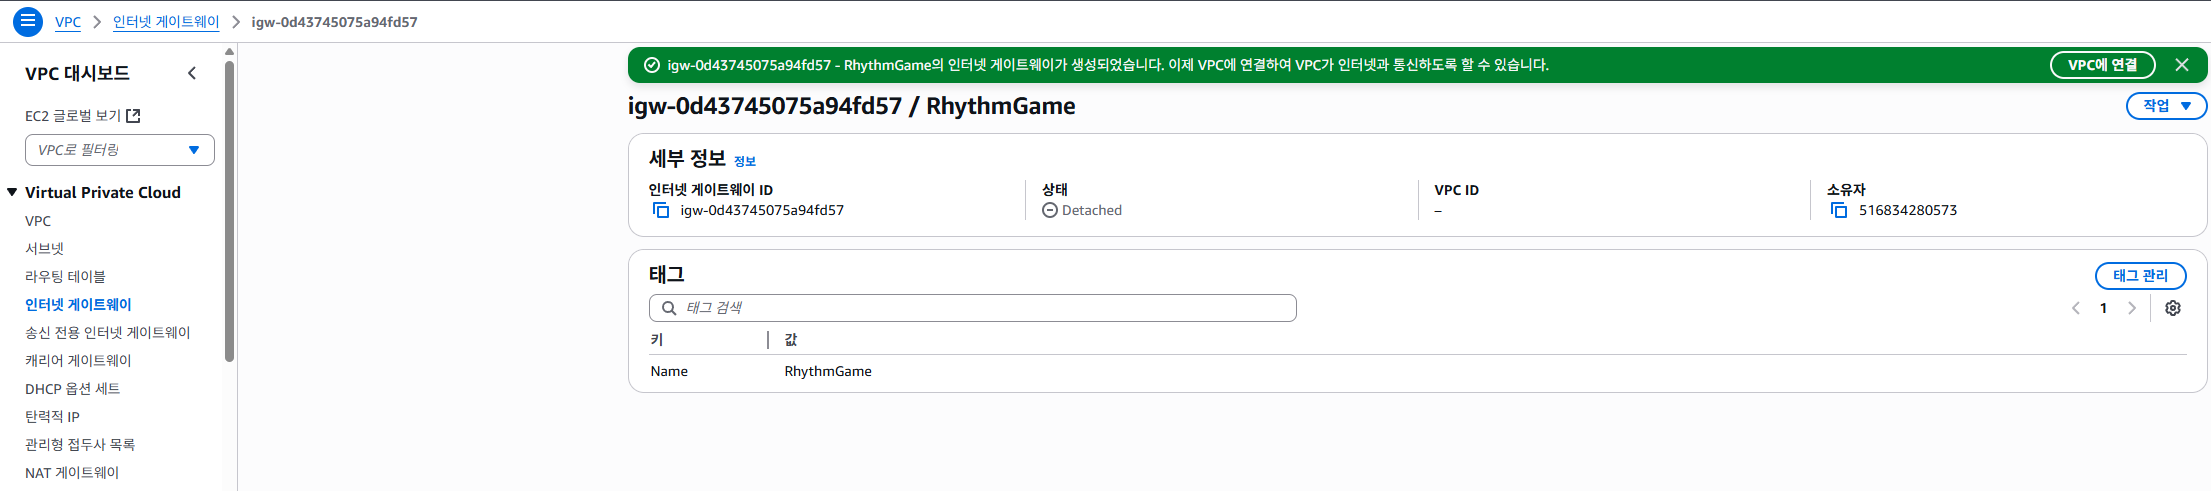 VPC > 인터넷 게이트웨이 > igw-0d43745075a94fd57
VPC 대시보드
EC2 글로벌 보기
VPC로 필터링
Virtual Private Cloud
VPC
서브넷
라우팅 테이블
인터넷 게이트웨이
송신 전용 인터넷 게이트웨이
캐리어 게이트웨이
DHCP 옵션 세트
탄력적 IP
관리형 접두사 목록
NAT 게이트웨이
igw-0d43745075a94fd57 - RhythmGame의 인터넷 게이트웨이가 생성되었습니다. 이제 VPC에 연결하여 VPC가 인터넷과 통신하도록 할 수 있습니다.
VPC에 연결
igw-0d43745075a94fd57 / RhythmGame
작업
세부 정보 정보
인터넷 게이트웨이 ID
igw-0d43745075a94fd57
상태
Detached
VPC ID
–
소유자
516834280573
태그
태그 관리
태그 검색
1
키 값
Name RhythmGame